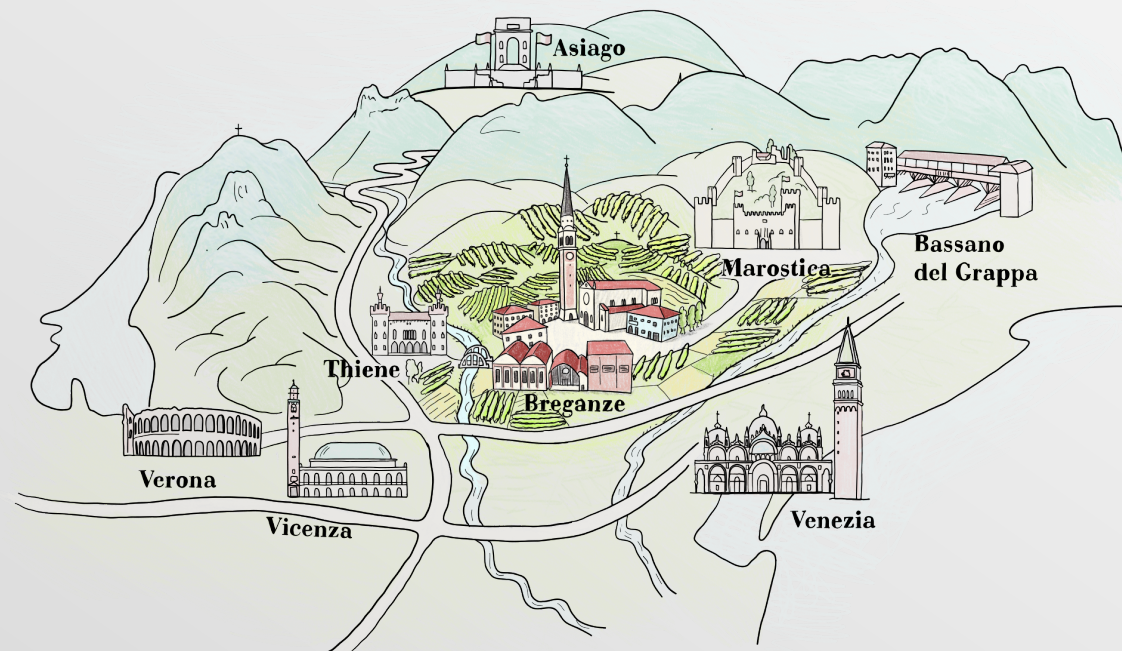 Asiago
Bassano
del Grappa
Marostica
Thiene
Breganze
Verona
Vicenza
Venezia